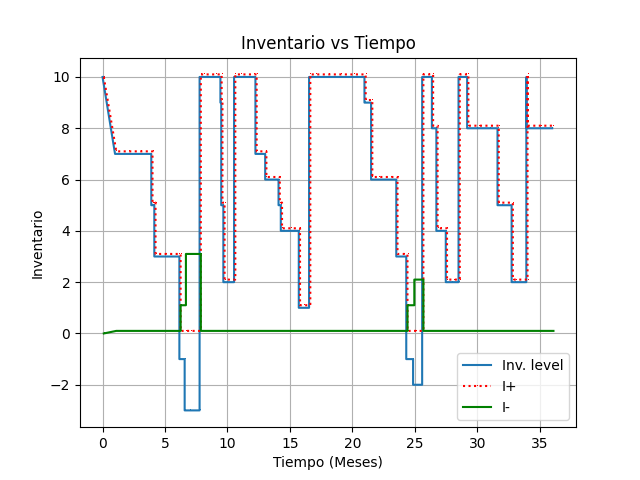 Inventario vs Tiempo
Inventario
10
8
6
4
2
0
−2
0 5 10 15 20 25 30 35
Tiempo (Meses)
Inv. level
I+
I-